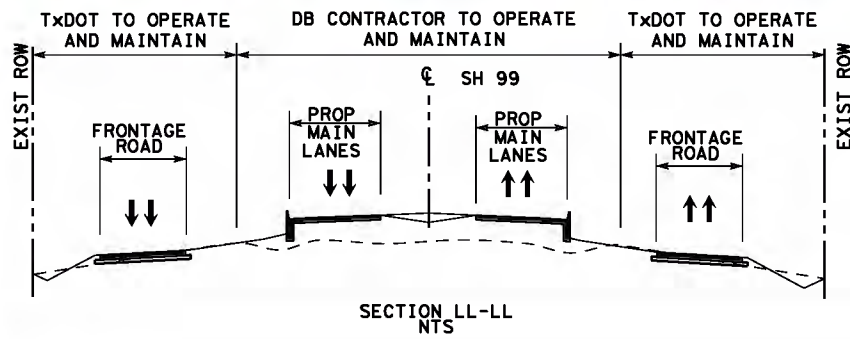 TxDOT TO OPERATE
AND MAINTAIN
DB CONTRACTOR TO OPERATE
AND MAINTAIN
TxDOT TO OPERATE
AND MAINTAIN
EXIST ROW
EXIST ROW
℄ SH 99
FRONTAGE
ROAD
PROP
MAIN
LANES
PROP
MAIN
LANES
FRONTAGE
ROAD
SECTION LL-LL
NTS